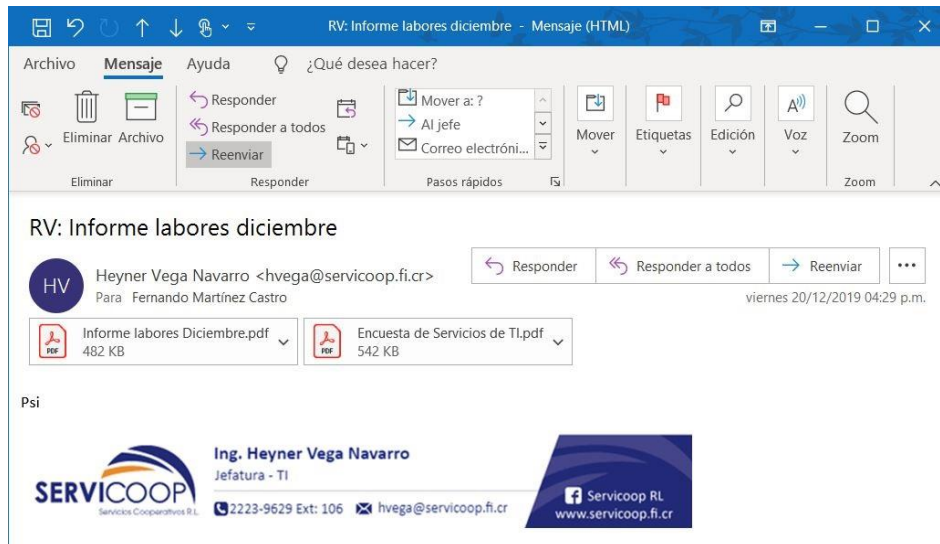 RV: Informe labores diciembre - Mensaje (HTML)
Archivo Mensaje Ayuda ¿Qué desea hacer?
Eliminar Archivo
Responder
Responder a todos
Reenviar
Mover a: ?
Al jefe
Correo electróni...
Mover
Etiquetas
Edición
Voz
Zoom
Eliminar Responder Pasos rápidos Zoom
RV: Informe labores diciembre
HV
Heyner Vega Navarro <hvega@servicoop.fi.cr>
Para Fernando Martínez Castro
Responder Responder a todos Reenviar
viernes 20/12/2019 04:29 p.m.
PDF
Informe labores Diciembre.pdf
482 KB
PDF
Encuesta de Servicios de TI.pdf
542 KB
Psi
SERVICOOP
Servicios Cooperativos R.L.
Ing. Heyner Vega Navarro
Jefatura - TI
2223-9629 Ext: 106 hvega@servicoop.fi.cr
Servicoop RL
www.servicoop.fi.cr